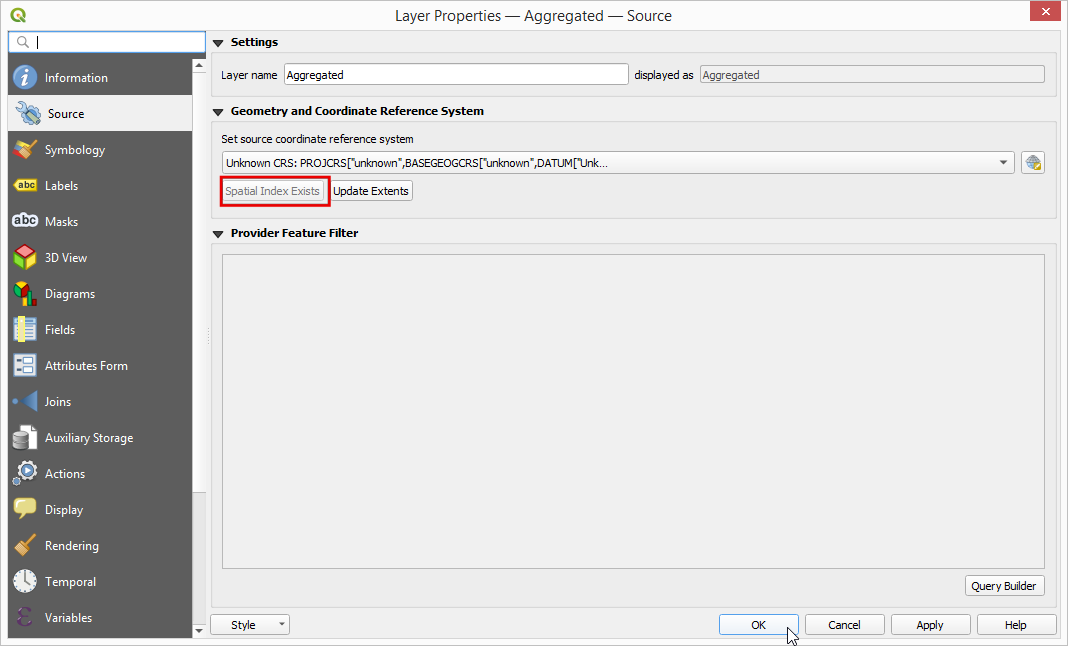 Layer Properties — Aggregated — Source
Information
Source
Symbology
abc Labels
abc Masks
3D View
Diagrams
Fields
Attributes Form
Joins
Auxiliary Storage
Actions
Display
Rendering
Temporal
Variables
Settings
Layer name Aggregated displayed as Aggregated
Geometry and Coordinate Reference System
Set source coordinate reference system
Unknown CRS: PROJCRS["unknown",BASEGEOGCRS["unknown",DATUM["Unk...
Spatial Index Exists Update Extents
Provider Feature Filter
Query Builder
Style OK Cancel Apply Help